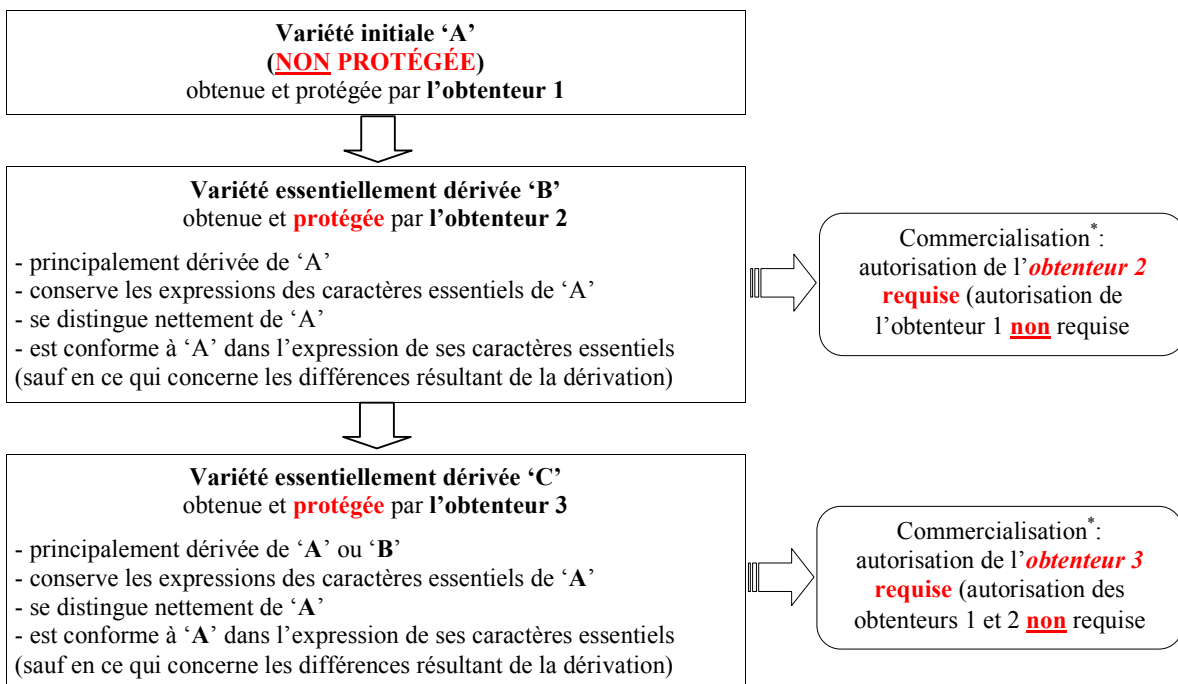 Variété initiale ‘A’
(NON PROTÉGÉE)
obtenue et protégée par l’obtenteur 1
Variété essentiellement dérivée ‘B’
obtenue et protégée par l’obtenteur 2
- principalement dérivée de ‘A’
- conserve les expressions des caractères essentiels de ‘A’
- se distingue nettement de ‘A’
- est conforme à ‘A’ dans l’expression de ses caractères essentiels
(sauf en ce qui concerne les différences résultant de la dérivation)
Commercialisation*:
autorisation de l’obtenteur 2
requise (autorisation de
l’obtenteur 1 non requise
Variété essentiellement dérivée ‘C’
obtenue et protégée par l’obtenteur 3
- principalement dérivée de ‘A’ ou ‘B’
- conserve les expressions des caractères essentiels de ‘A’
- se distingue nettement de ‘A’
- est conforme à ‘A’ dans l’expression de ses caractères essentiels
(sauf en ce qui concerne les différences résultant de la dérivation)
Commercialisation*:
autorisation de l’obtenteur 3
requise (autorisation des
obtenteurs 1 et 2 non requise